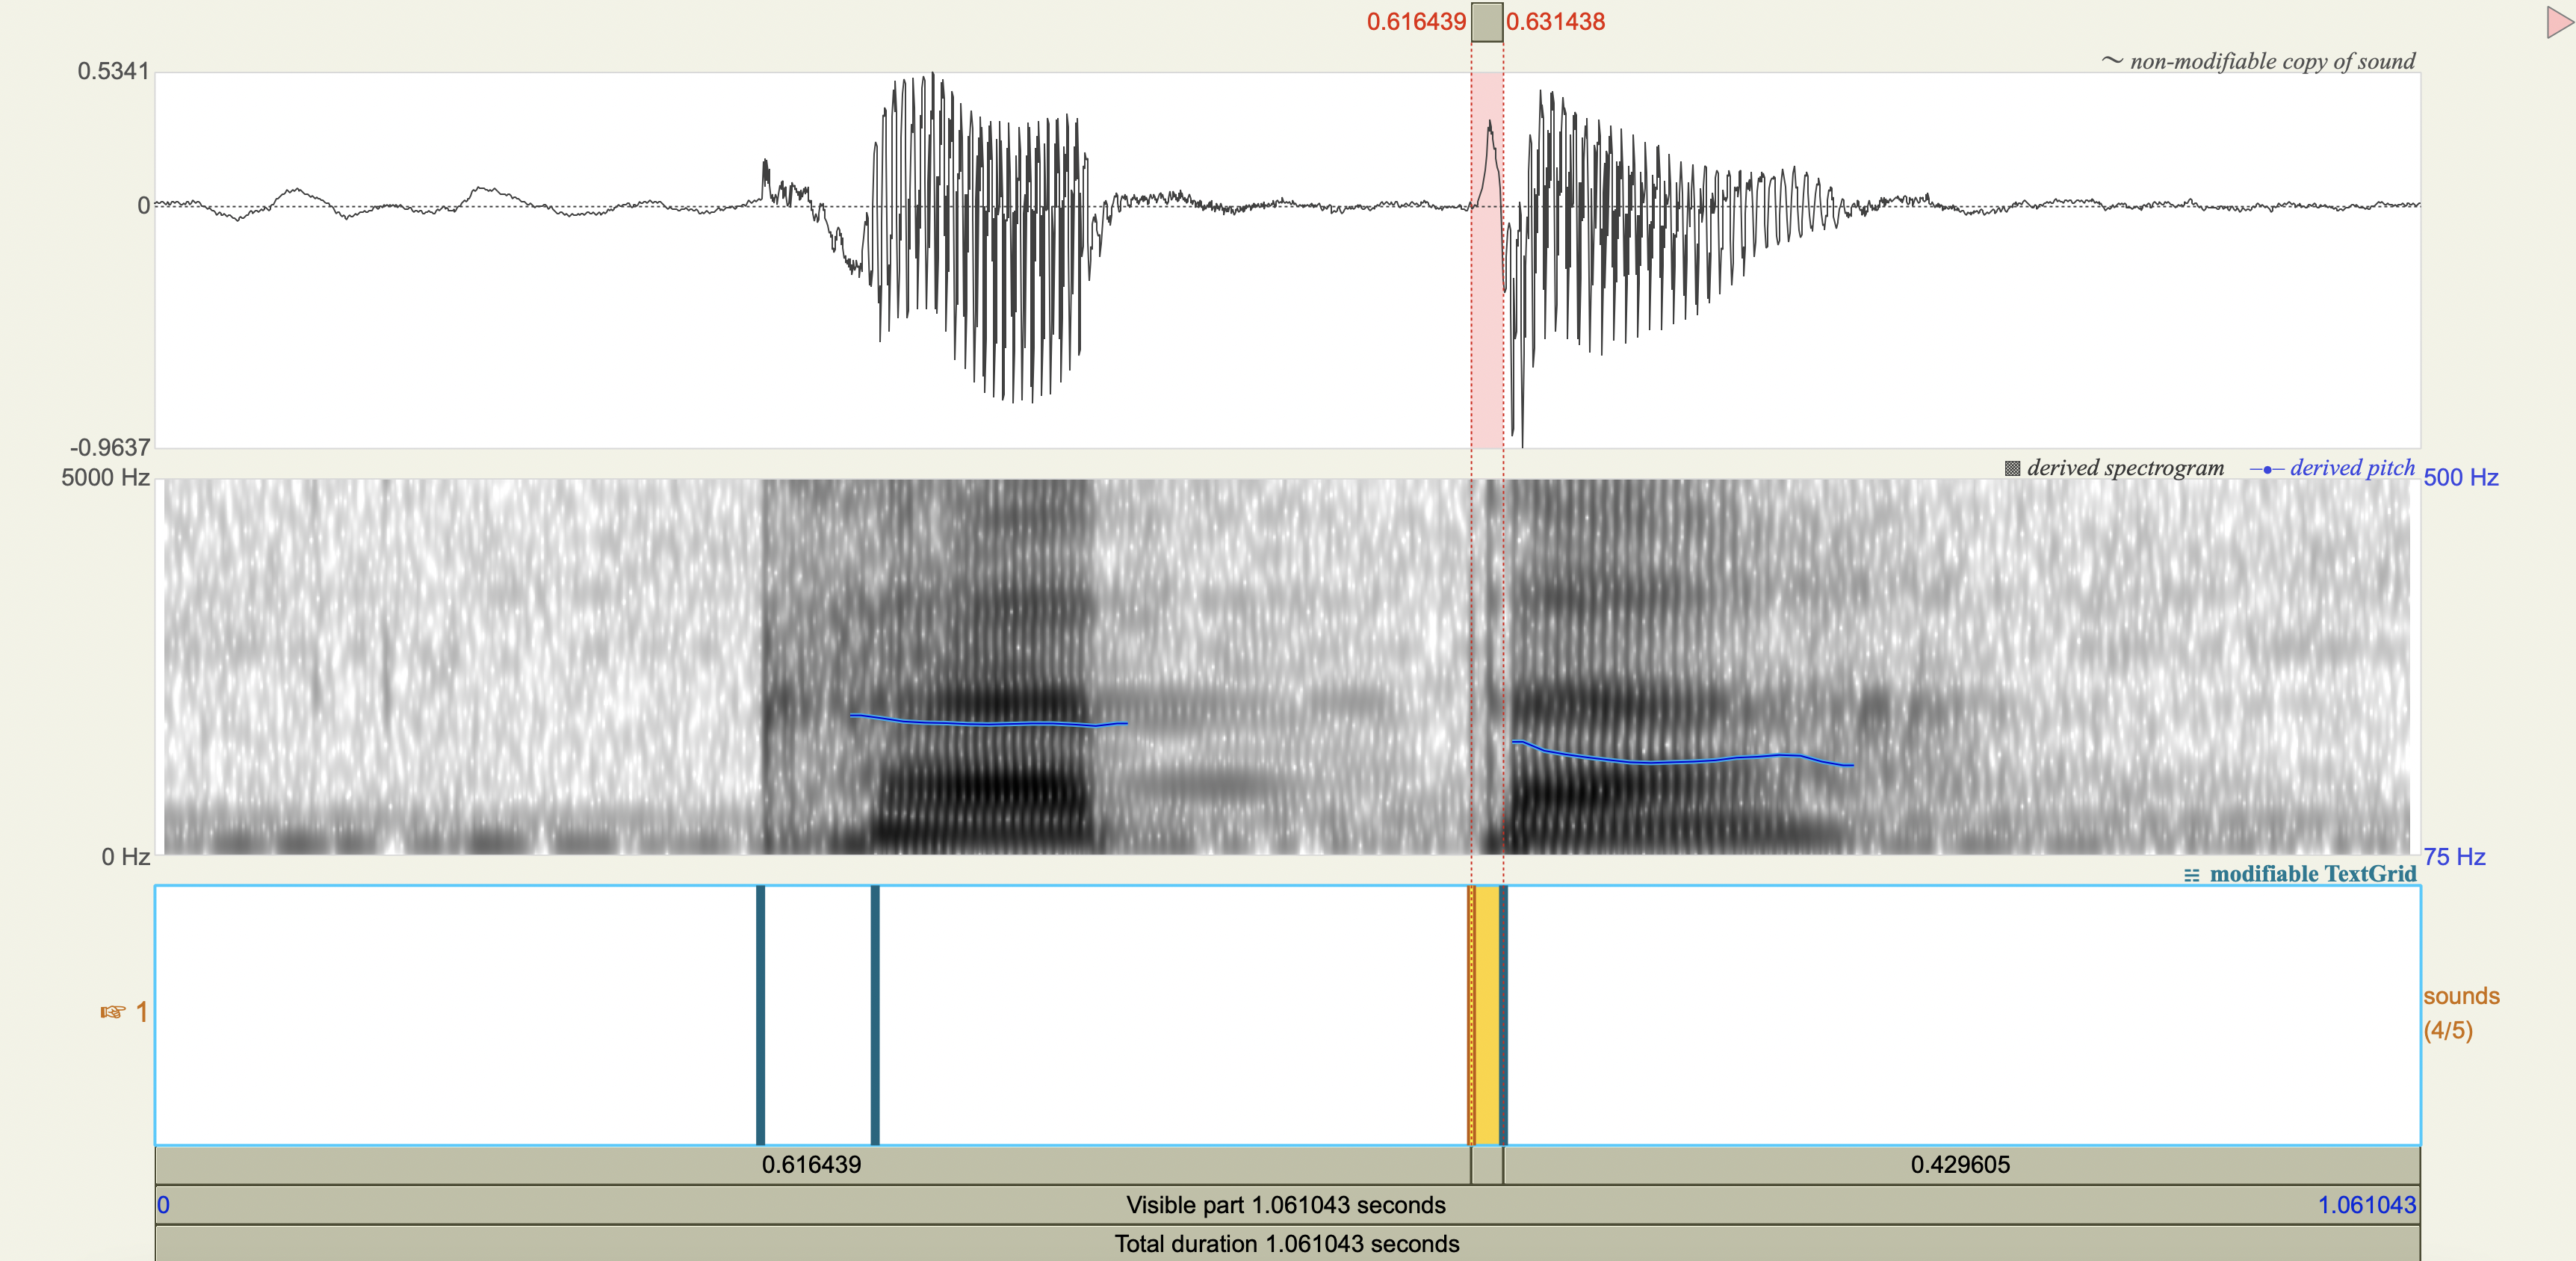 0.616439 0.631438
~ non-modifiable copy of sound
0.5341
0
-0.9637
5000 Hz
derived spectrogram derived pitch 500 Hz
0 Hz 75 Hz
modifiable TextGrid
☞ 1 sounds
(4/5)
0.616439 0.429605
0 Visible part 1.061043 seconds 1.061043
Total duration 1.061043 seconds